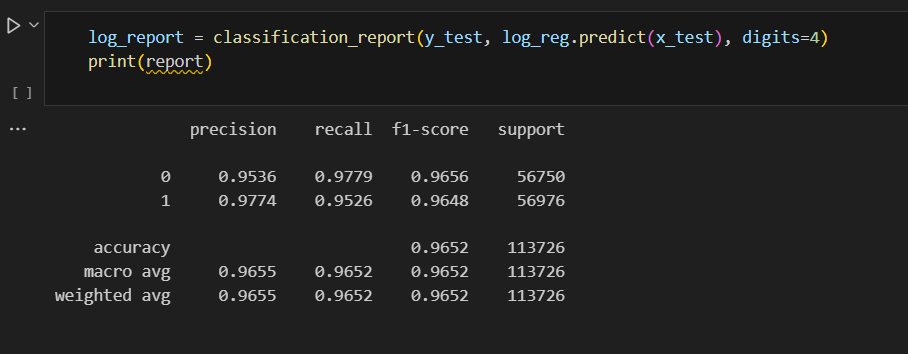 log_report = classification_report(y_test, log_reg.predict(x_test), digits=4)
print(report)
[ ]
...
precision recall f1-score support
0 0.9536 0.9779 0.9656 56750
1 0.9774 0.9526 0.9648 56976
accuracy 0.9652 113726
macro avg 0.9655 0.9652 0.9652 113726
weighted avg 0.9655 0.9652 0.9652 113726